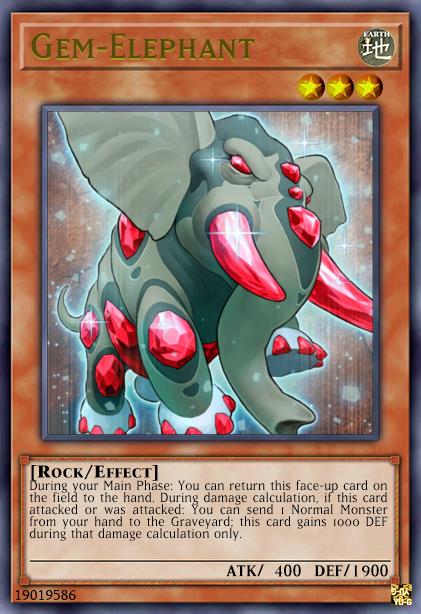 Gem-Elephant
EARTH
地
[Rock/Effect]
During your Main Phase: You can return this face-up card on
the field to the hand. During damage calculation, if this card
attacked or was attacked: You can send 1 Normal Monster
from your hand to the Graveyard; this card gains 1000 DEF
during that damage calculation only.
ATK/ 400 DEF/1900
19019586